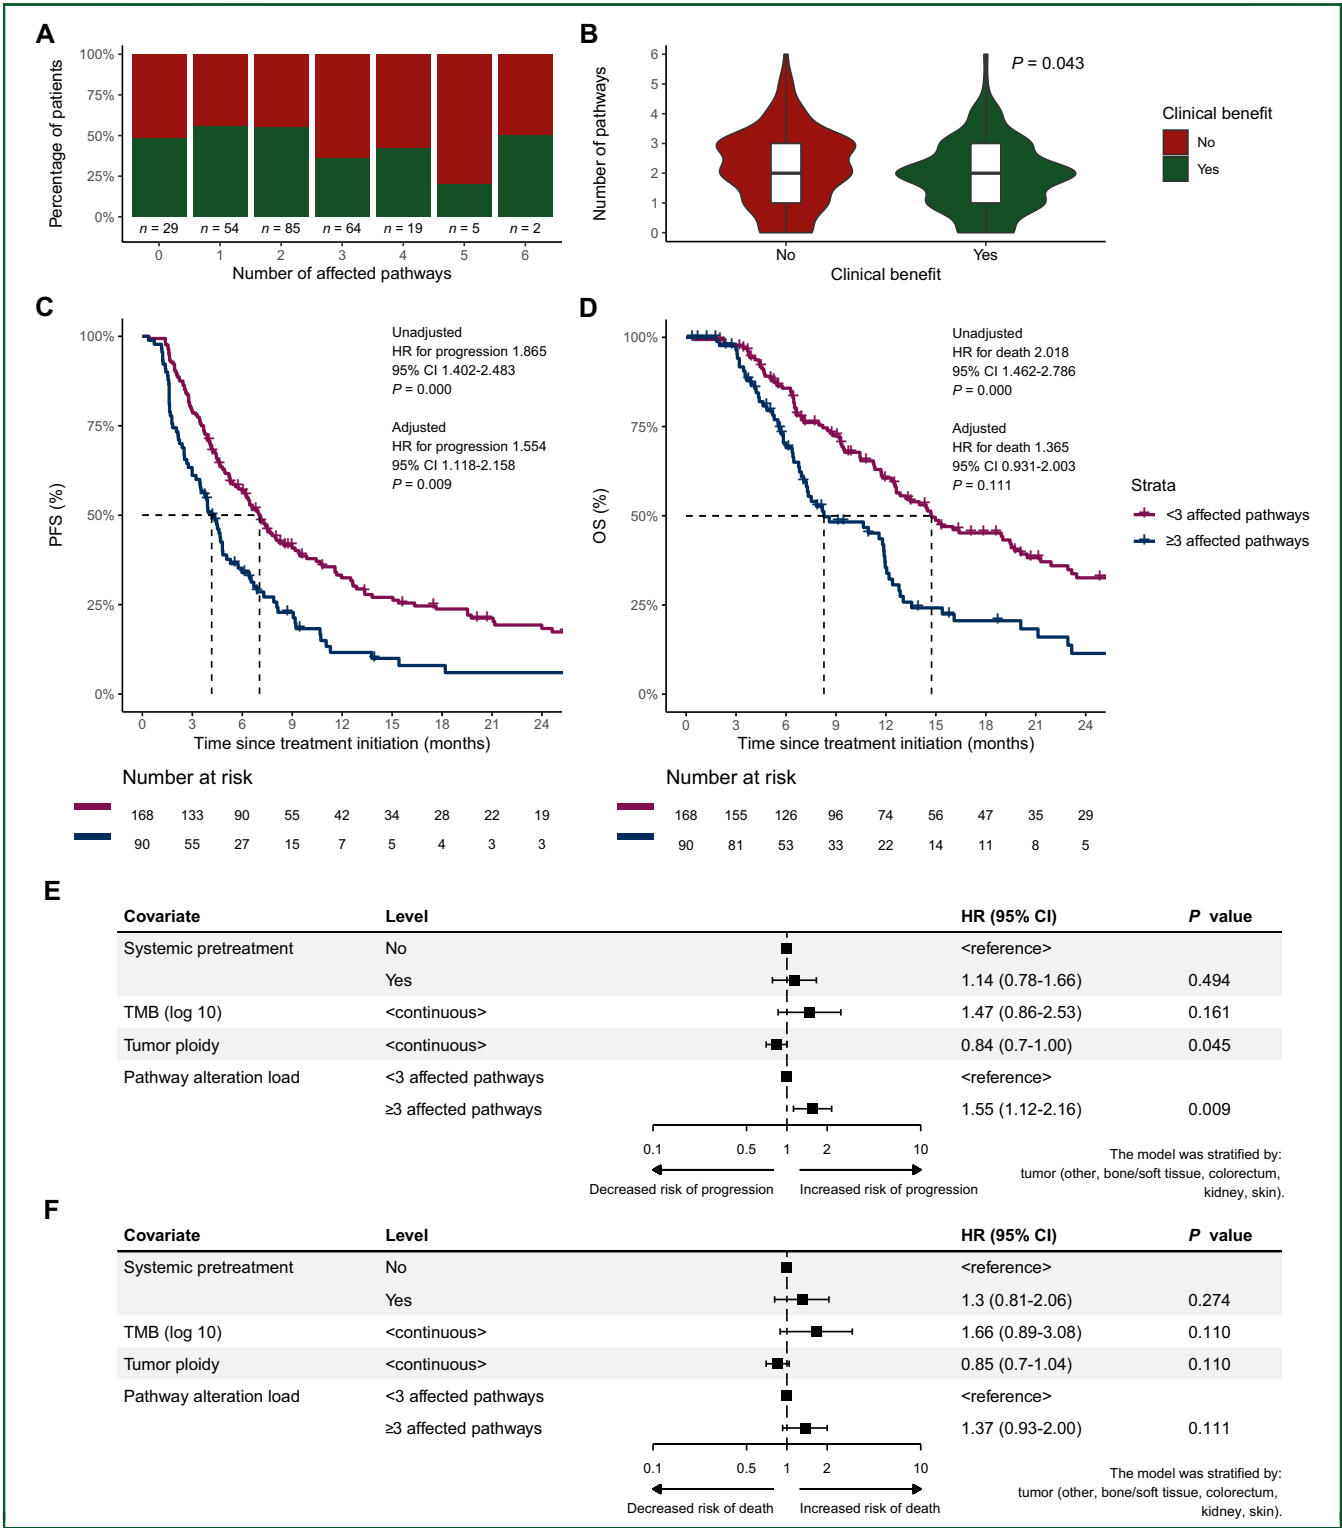 A
Percentage of patients
100%
75%
50%
25%
0%
n = 29 n = 54 n = 85 n = 64 n = 19 n = 5 n = 2
0 1 2 3 4 5 6
Number of affected pathways
B
Number of pathways
6
5
4
3
2
1
0
P = 0.043
No Yes
Clinical benefit
Clinical benefit
No
Yes
C
PFS (%)
100%
75%
50%
25%
0%
Unadjusted
HR for progression 1.865
95% CI 1.402-2.483
P = 0.000
Adjusted
HR for progression 1.554
95% CI 1.118-2.158
P = 0.009
0 3 6 9 12 15 18 21 24
Time since treatment initiation (months)
Number at risk
168 133 90 55 42 34 28 22 19
90 55 27 15 7 5 4 3 3
D
OS (%)
100%
75%
50%
25%
0%
Unadjusted
HR for death 2.018
95% CI 1.462-2.786
P = 0.000
Adjusted
HR for death 1.365
95% CI 0.931-2.003
P = 0.111
0 3 6 9 12 15 18 21 24
Time since treatment initiation (months)
Strata
<3 affected pathways
≥3 affected pathways
Number at risk
168 155 126 96 74 56 47 35 29
90 81 53 33 22 14 11 8 5
E
Covariate Level HR (95% CI) P value
Systemic pretreatment No <reference>
Yes 1.14 (0.78-1.66) 0.494
TMB (log 10) <continuous> 1.47 (0.86-2.53) 0.161
Tumor ploidy <continuous> 0.84 (0.7-1.00) 0.045
Pathway alteration load <3 affected pathways <reference>
≥3 affected pathways 1.55 (1.12-2.16) 0.009
0.1 0.5 1 2 10
Decreased risk of progression Increased risk of progression
The model was stratified by:
tumor (other, bone/soft tissue, colorectum,
kidney, skin).
F
Covariate Level HR (95% CI) P value
Systemic pretreatment No <reference>
Yes 1.3 (0.81-2.06) 0.274
TMB (log 10) <continuous> 1.66 (0.89-3.08) 0.110
Tumor ploidy <continuous> 0.85 (0.7-1.04) 0.110
Pathway alteration load <3 affected pathways <reference>
≥3 affected pathways 1.37 (0.93-2.00) 0.111
0.1 0.5 1 2 10
Decreased risk of death Increased risk of death
The model was stratified by:
tumor (other, bone/soft tissue, colorectum,
kidney, skin).